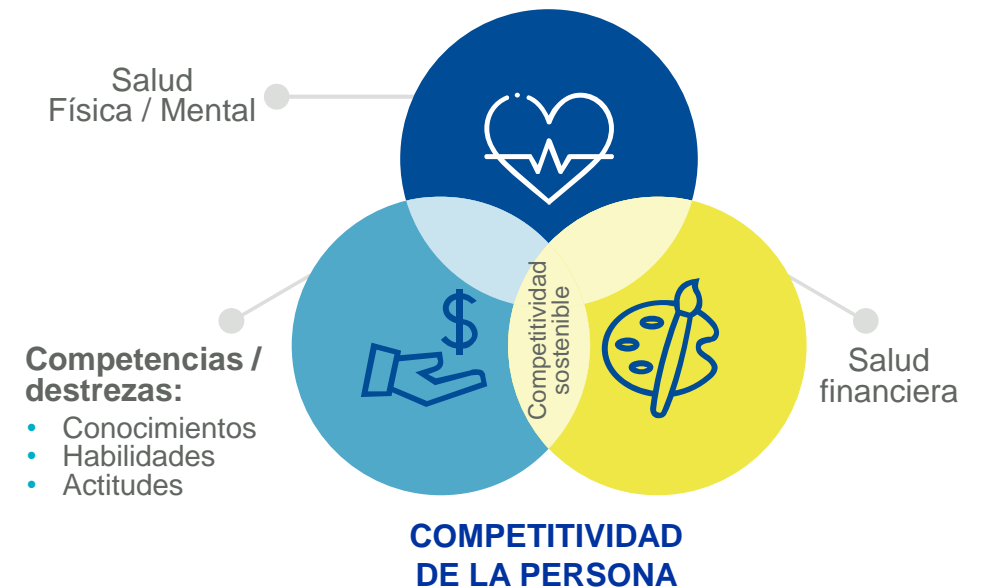 Salud
Física / Mental
Competitividad
sostenible
Competencias /
destrezas:
• Conocimientos
• Habilidades
• Actitudes
Salud
financiera
COMPETITIVIDAD
DE LA PERSONA